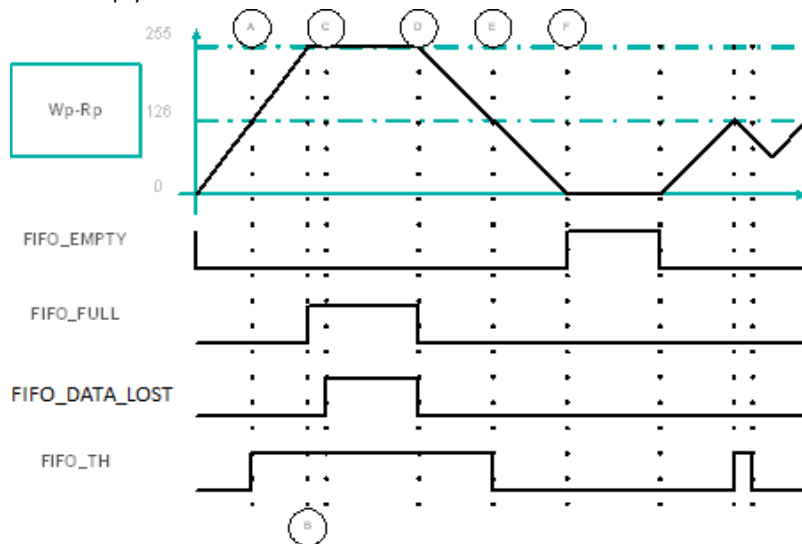 255
A
C
D
E
F
Wp-Rp
126
0
FIFO_EMPTY
FIFO_FULL
FIFO_DATA_LOST
FIFO_TH
B